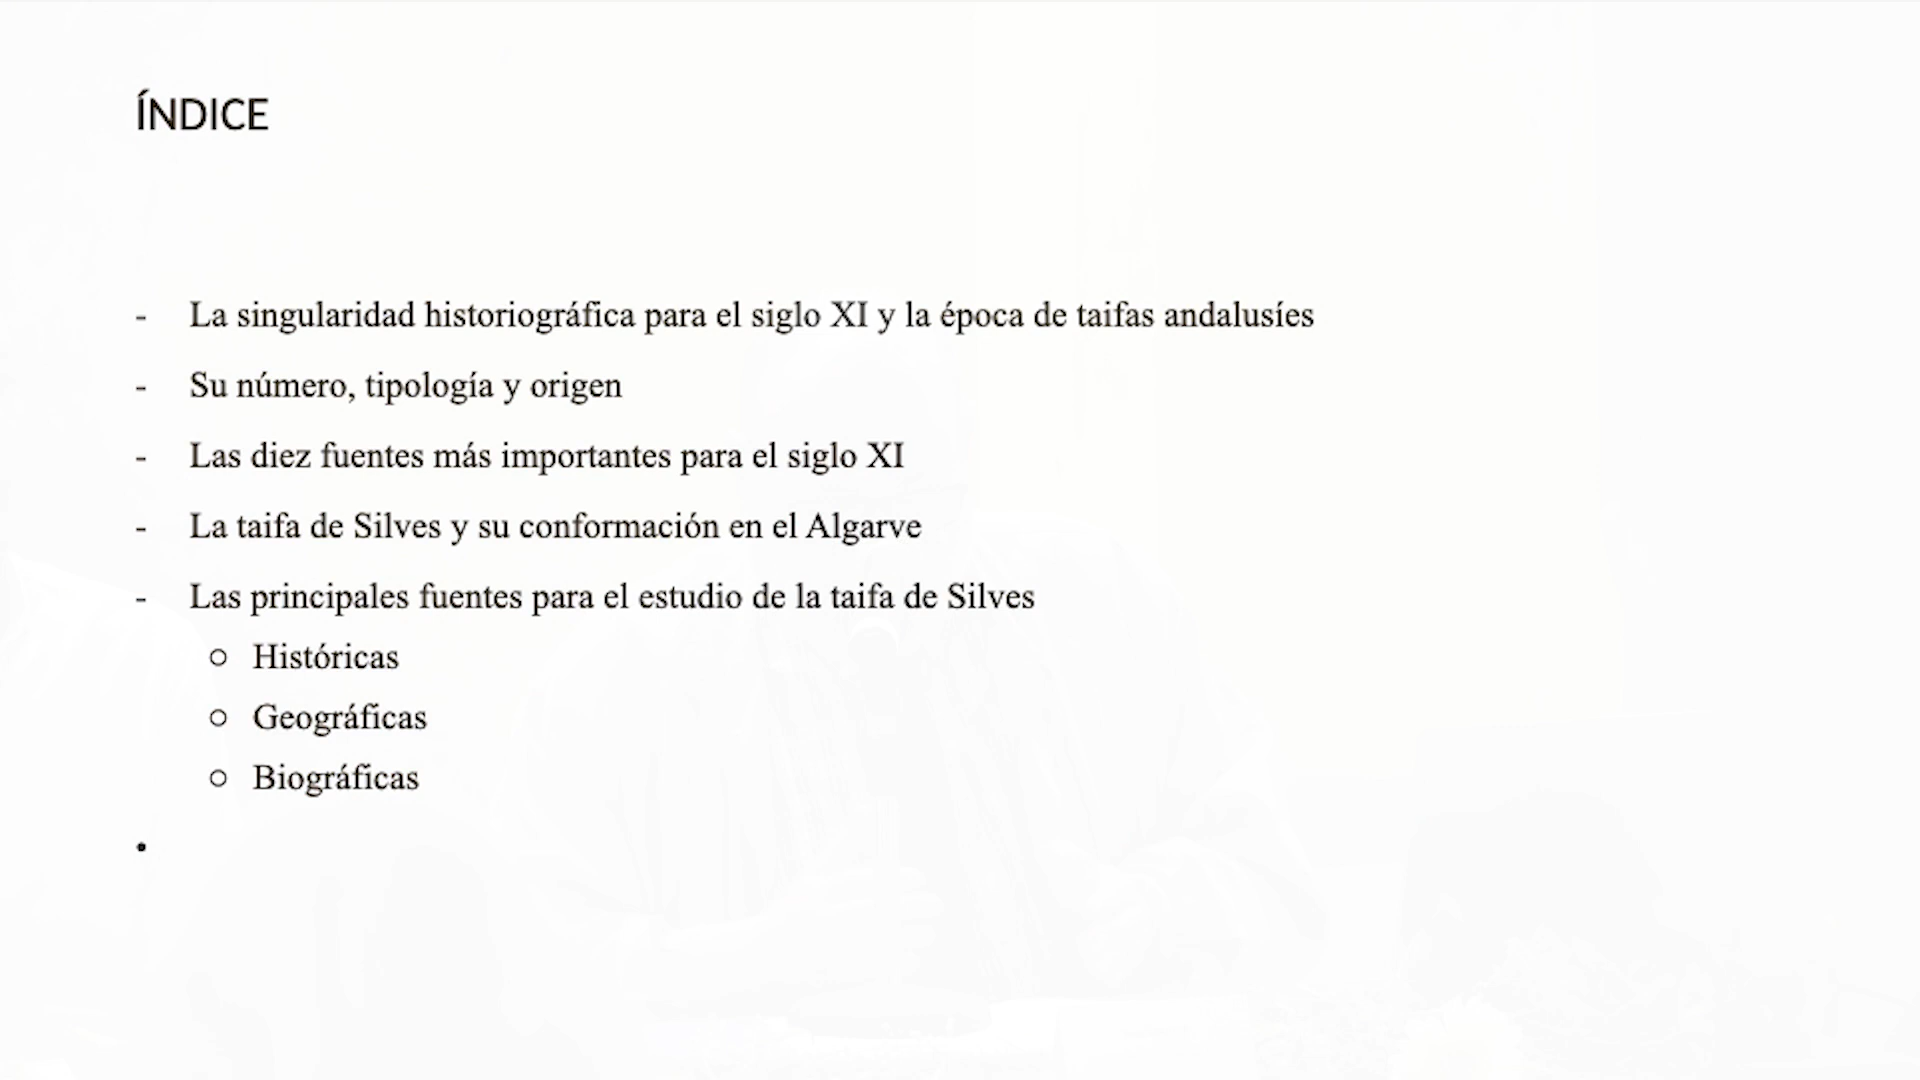 ÍNDICE
- La singularidad historiográfica para el siglo XI y la época de taifas andalusíes
- Su número, tipología y origen
- Las diez fuentes más importantes para el siglo XI
- La taifa de Silves y su conformación en el Algarve
- Las principales fuentes para el estudio de la taifa de Silves
○ Históricas
○ Geográficas
○ Biográficas
•